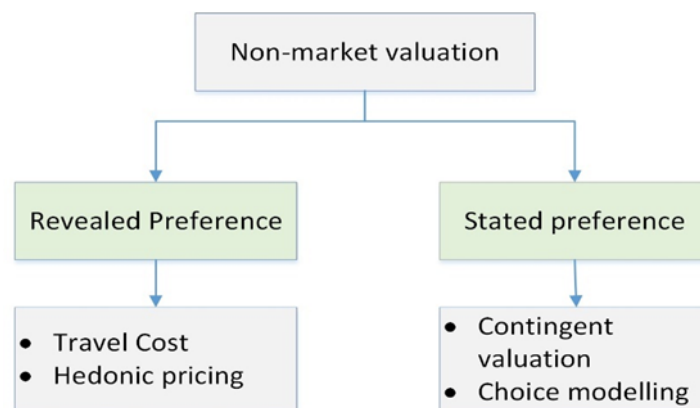 Non-market valuation
Revealed Preference
Stated preference
• Travel Cost
• Hedonic pricing
• Contingent
valuation
• Choice modelling